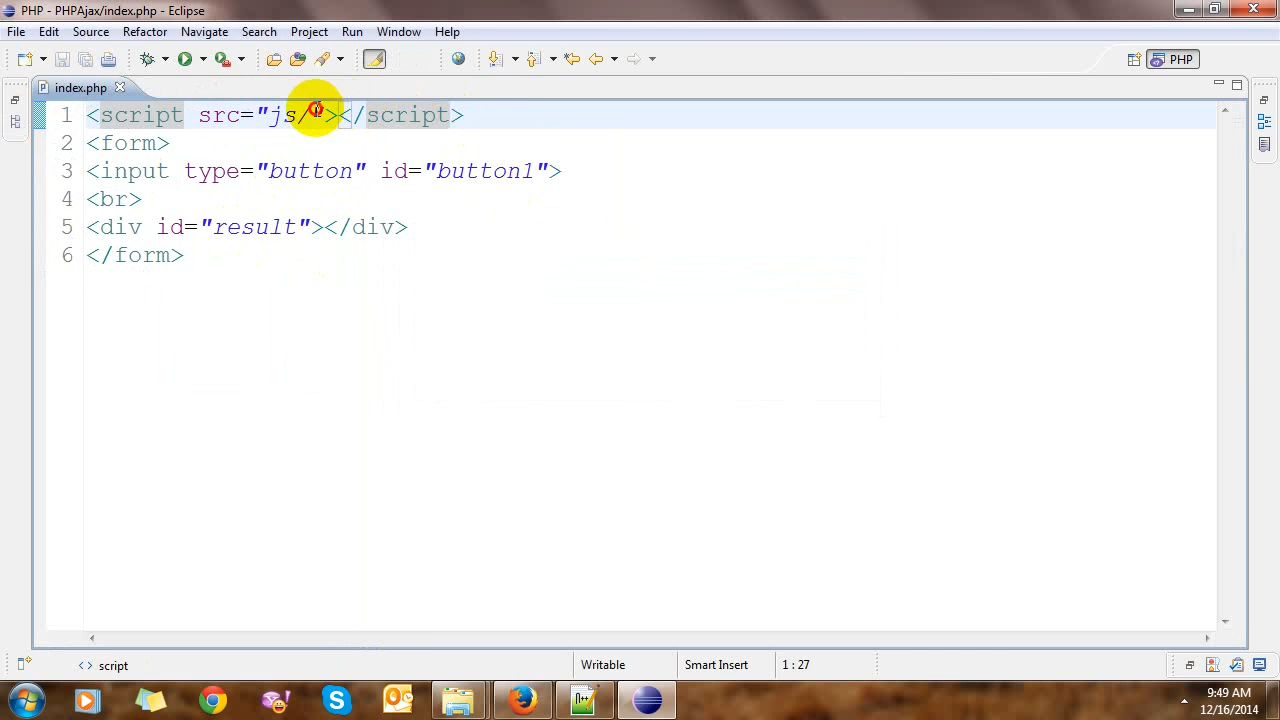 PHP - PHPAjax/index.php - Eclipse
File Edit Source Refactor Navigate Search Project Run Window Help
PHP
index.php
1 <script src="js/"></script>
2 <form>
3 <input type="button" id="button1">
4 <br>
5 <div id="result"></div>
6 </form>
script Writable Smart Insert 1 : 27
9:49 AM
12/16/2014